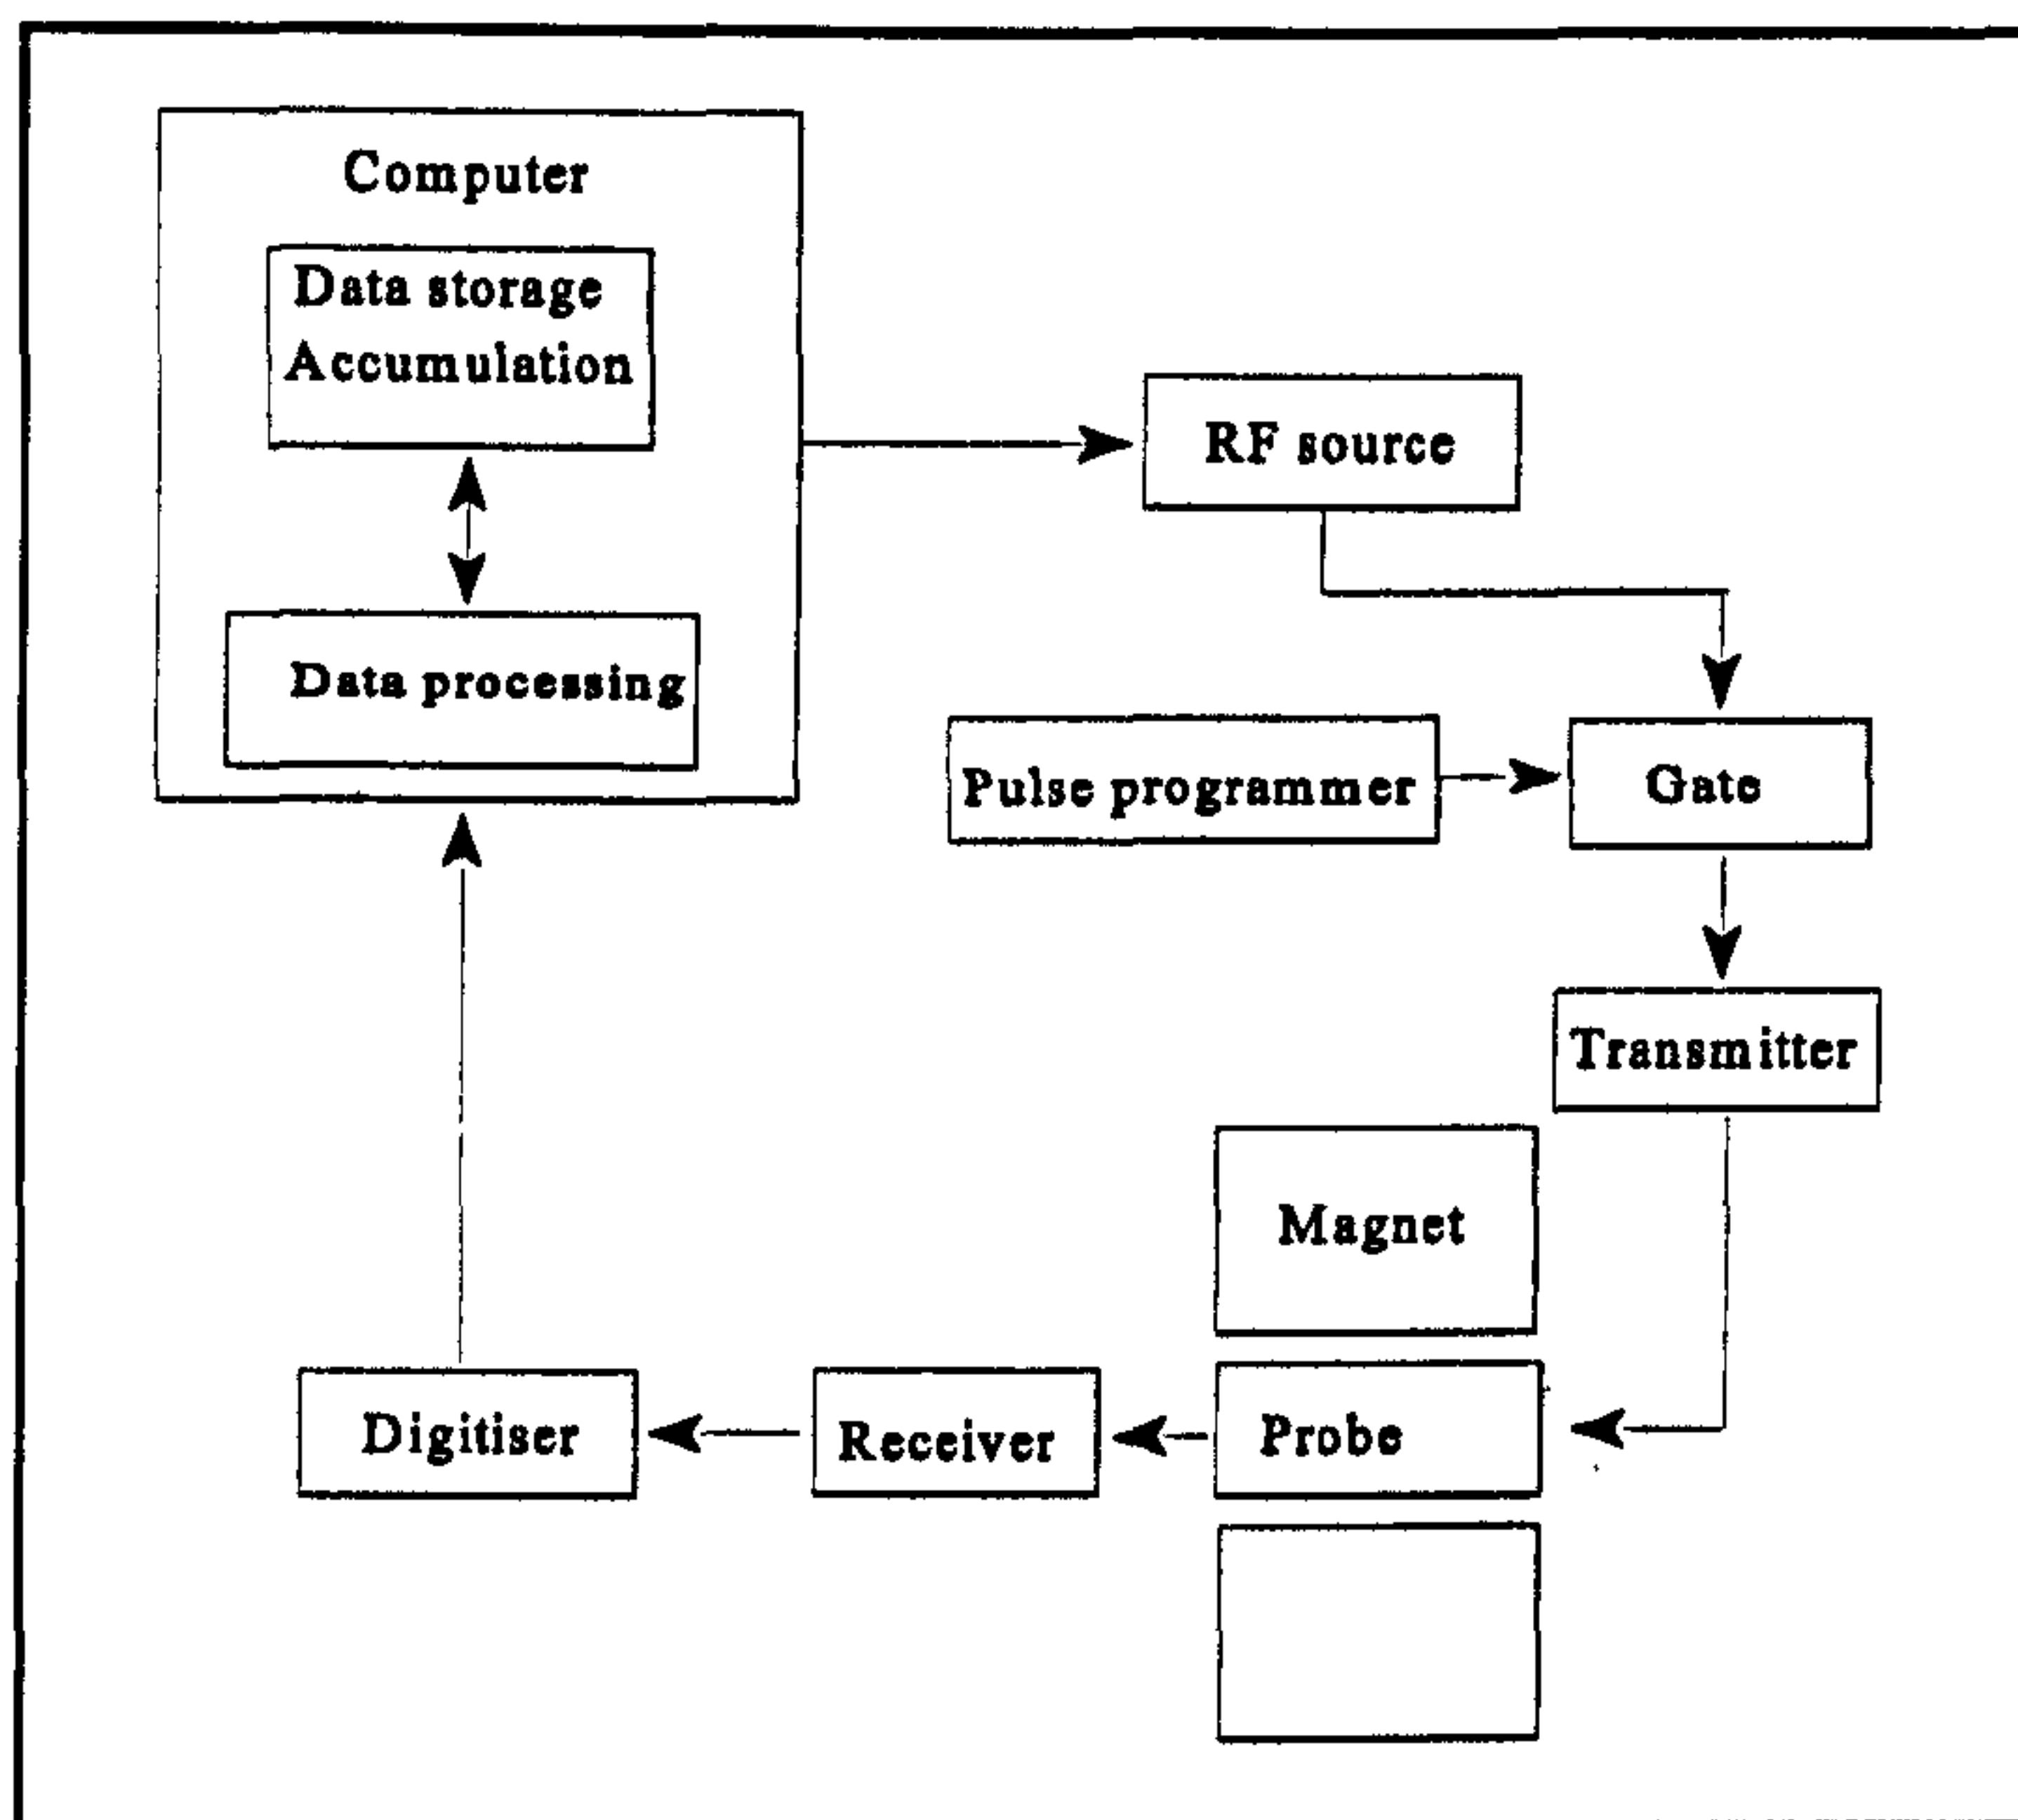 Computer
Data storage
Accumulation
Data processing
RF source
Pulse programmer
Gate
Transmitter
Magnet
Probe
Receiver
Digitiser